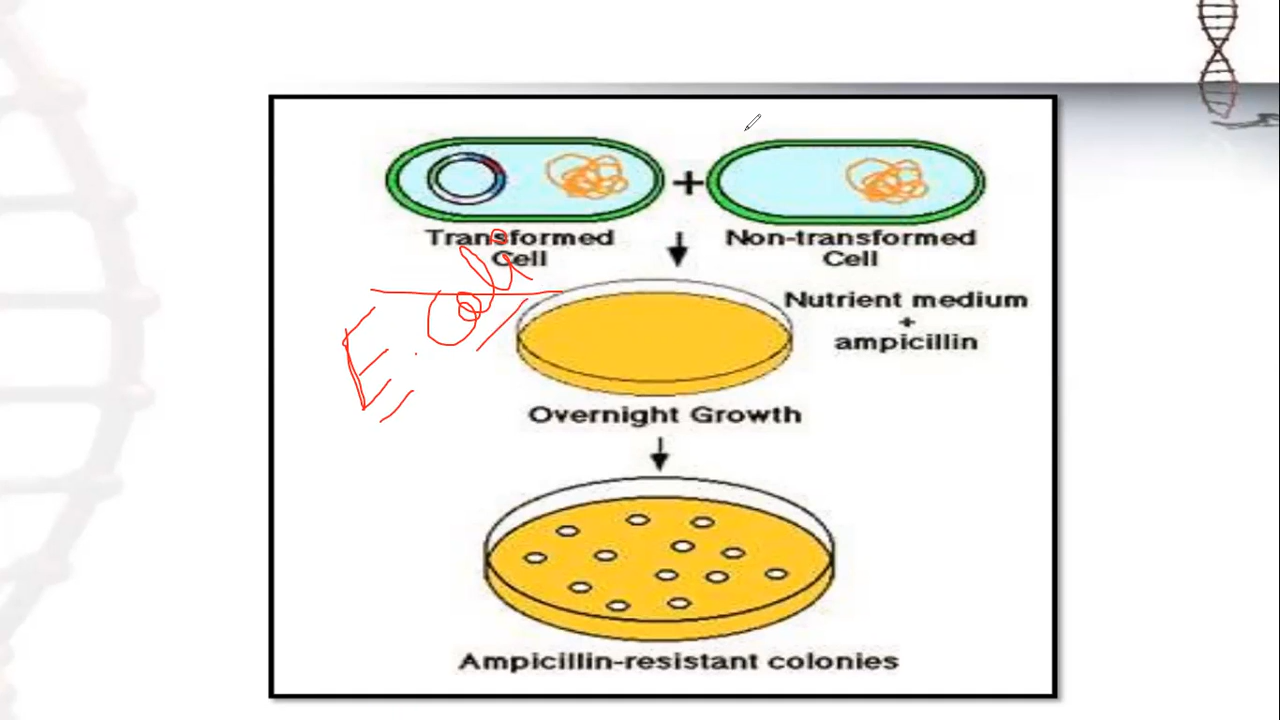 Transformed
Cell
+
Non-transformed
Cell
E. Coli
Nutrient medium
+
ampicillin
Overnight Growth
Ampicillin-resistant colonies